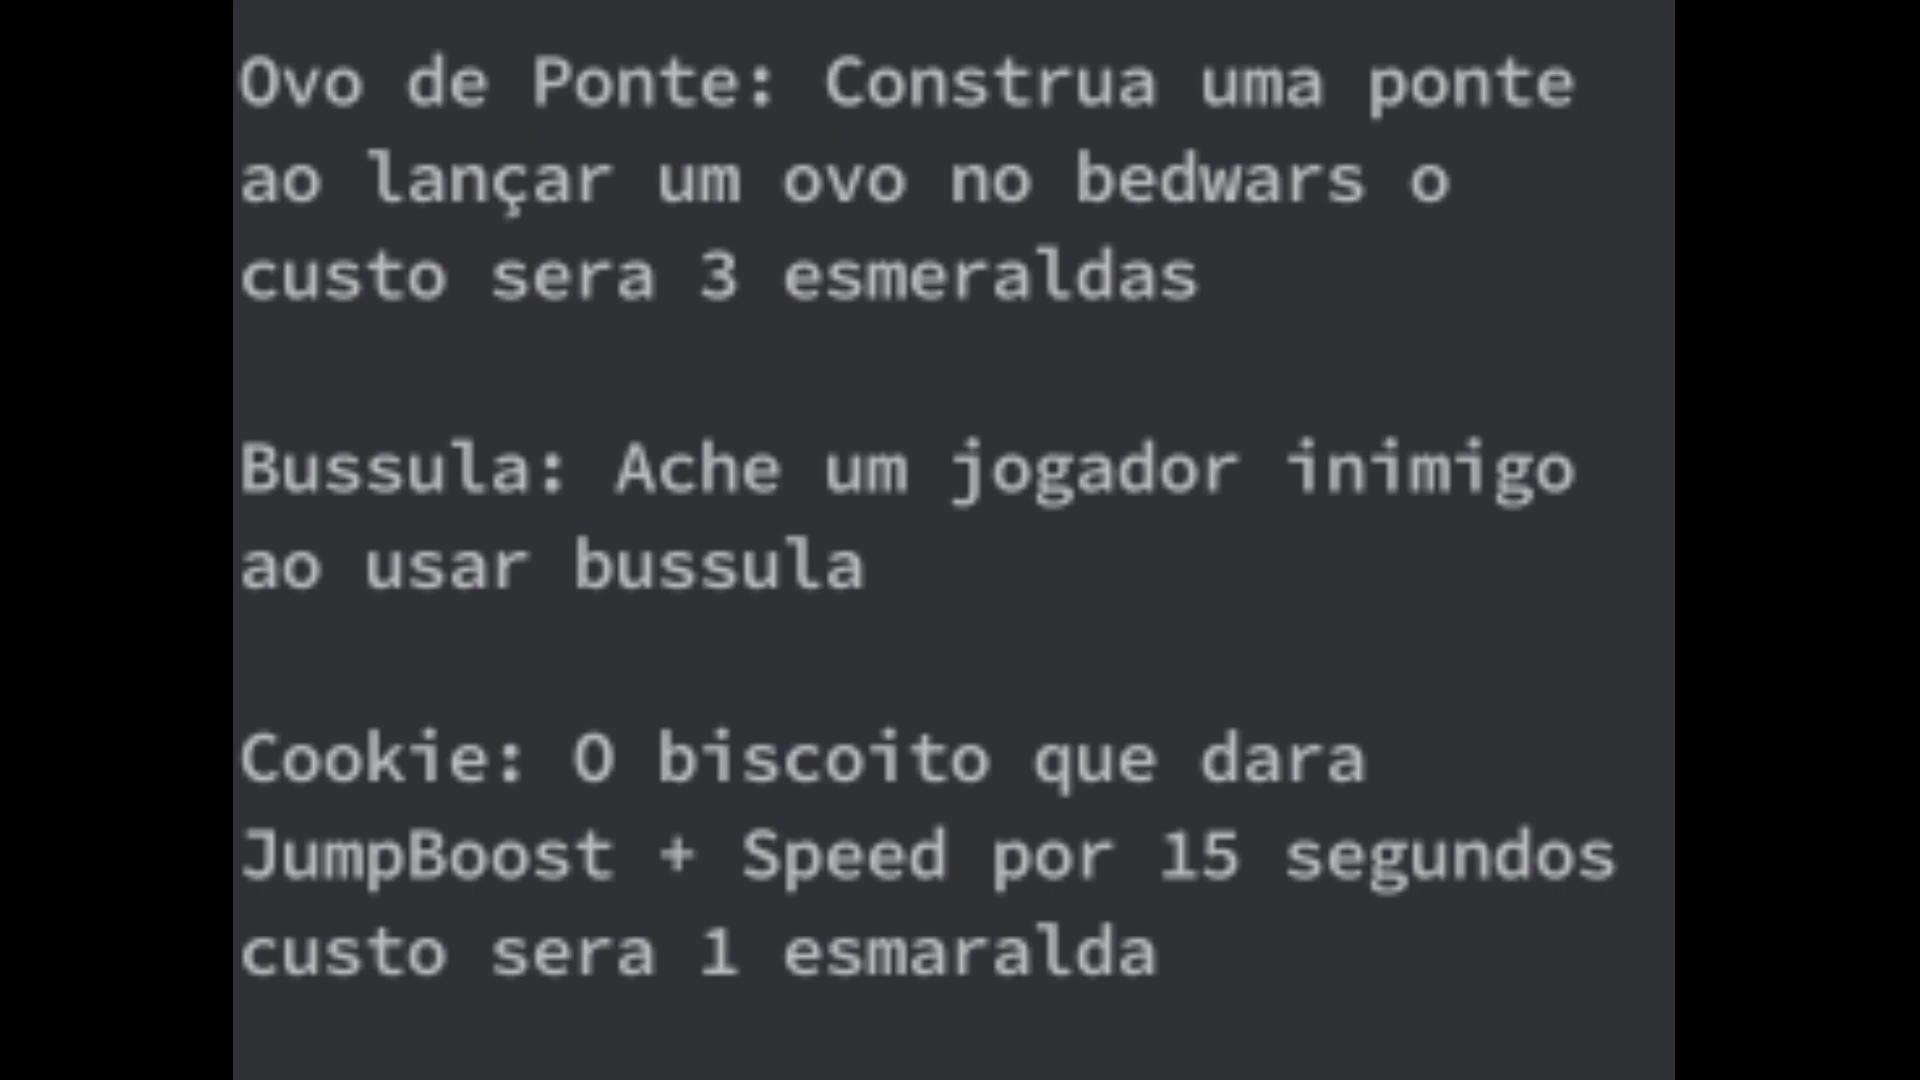 Ovo de Ponte: Construa uma ponte
ao lançar um ovo no bedwars o
custo sera 3 esmeraldas
Bussula: Ache um jogador inimigo
ao usar bussula
Cookie: O biscoito que dara
JumpBoost + Speed por 15 segundos
custo sera 1 esmaralda